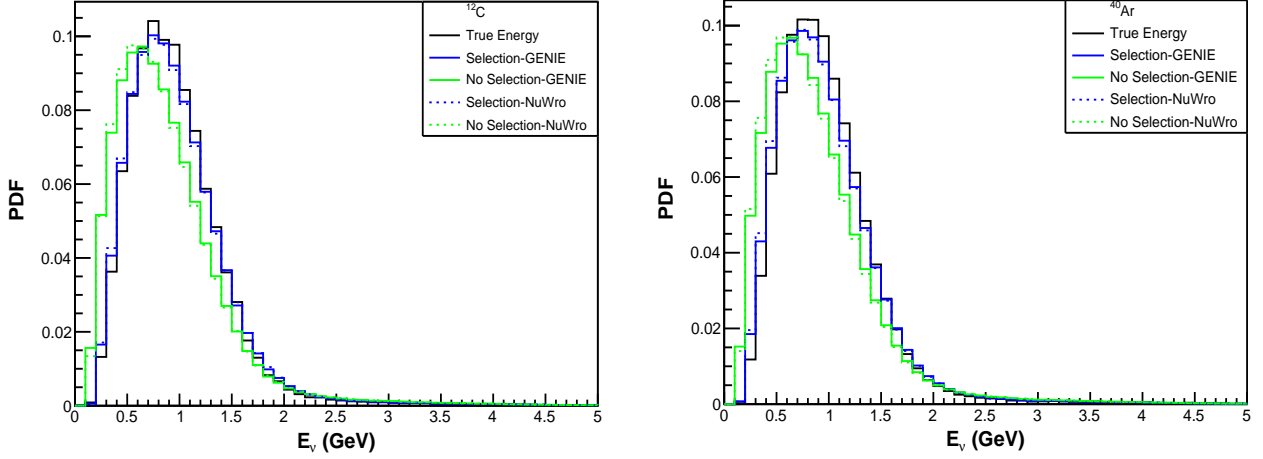 ¹²C
True Energy
Selection-GENIE
No Selection-GENIE
Selection-NuWro
No Selection-NuWro
PDF
0.1
0.08
0.06
0.04
0.02
0
0 0.5 1 1.5 2 2.5 3 3.5 4 4.5 5
E_ν (GeV)
⁴⁰Ar
True Energy
Selection-GENIE
No Selection-GENIE
Selection-NuWro
No Selection-NuWro
PDF
0.1
0.08
0.06
0.04
0.02
0
0 0.5 1 1.5 2 2.5 3 3.5 4 4.5 5
E_ν (GeV)